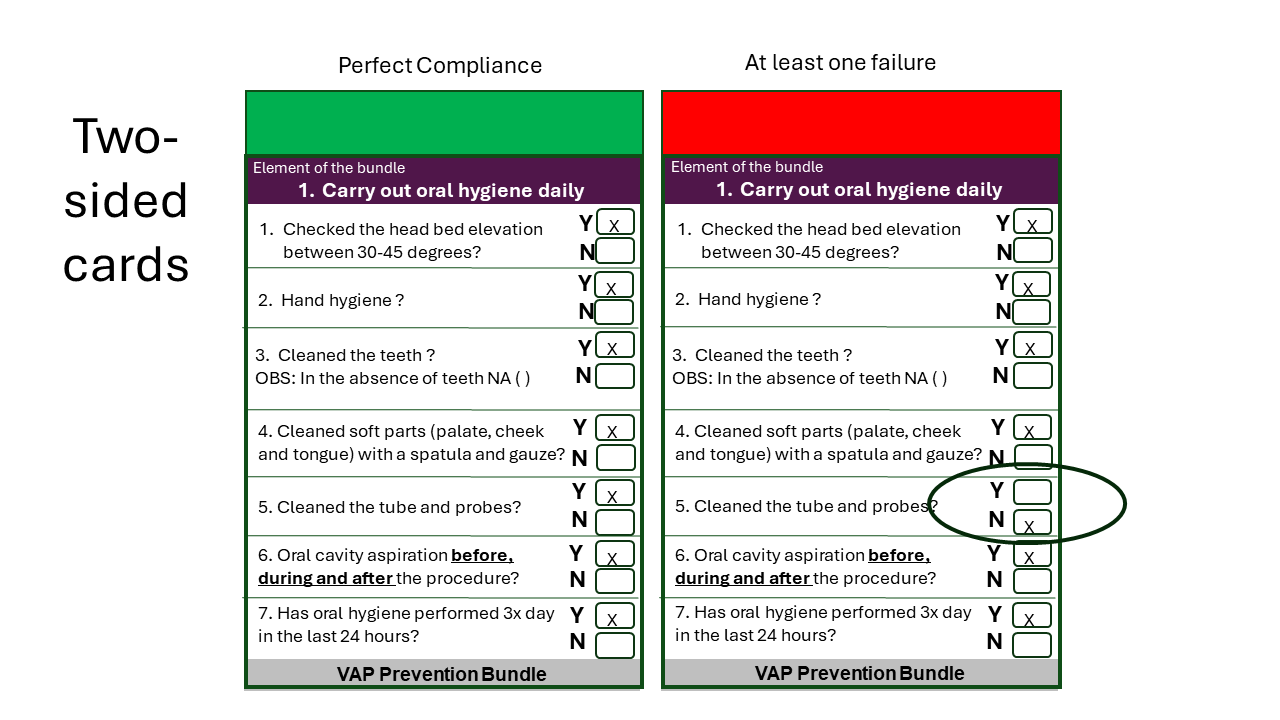 Two-
sided
cards
Perfect Compliance
Element of the bundle
1. Carry out oral hygiene daily
1. Checked the head bed elevation
between 30-45 degrees?
Y X
N
2. Hand hygiene ?
Y X
N
3. Cleaned the teeth ?
OBS: In the absence of teeth NA ( )
Y X
N
4. Cleaned soft parts (palate, cheek
and tongue) with a spatula and gauze?
Y X
N
5. Cleaned the tube and probes?
Y X
N
6. Oral cavity aspiration before,
during and after the procedure?
Y X
N
7. Has oral hygiene performed 3x day
in the last 24 hours?
Y X
N
VAP Prevention Bundle
At least one failure
Element of the bundle
1. Carry out oral hygiene daily
1. Checked the head bed elevation
between 30-45 degrees?
Y X
N
2. Hand hygiene ?
Y X
N
3. Cleaned the teeth ?
OBS: In the absence of teeth NA ( )
Y X
N
4. Cleaned soft parts (palate, cheek
and tongue) with a spatula and gauze?
Y X
N
5. Cleaned the tube and probes?
Y
N X
6. Oral cavity aspiration before,
during and after the procedure?
Y X
N
7. Has oral hygiene performed 3x day
in the last 24 hours?
Y X
N
VAP Prevention Bundle